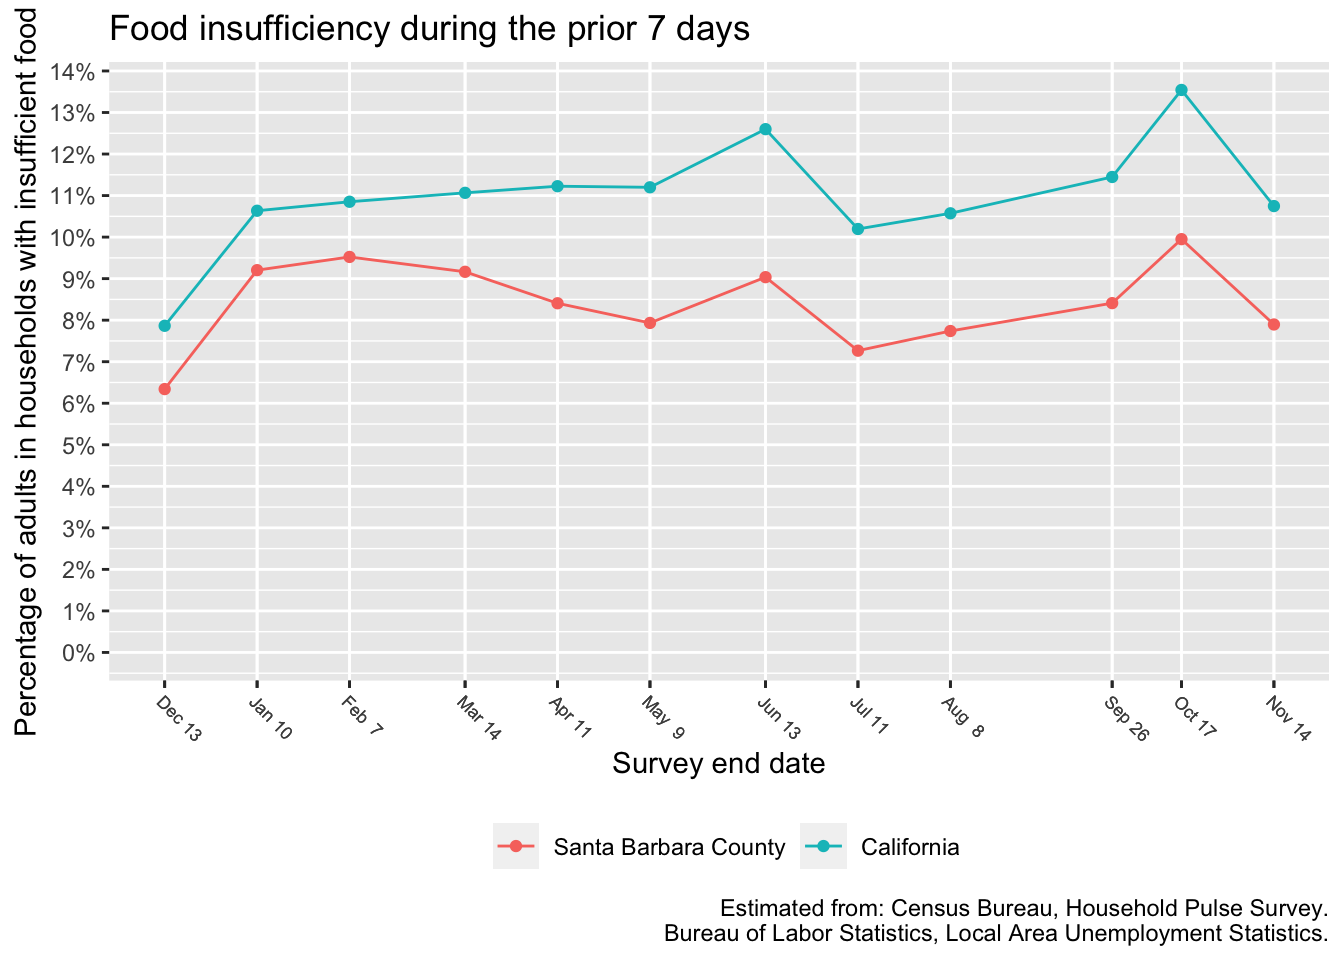 Food insufficiency during the prior 7 days
Percentage of adults in households with insufficient food
14%
13%
12%
11%
10%
9%
8%
7%
6%
5%
4%
3%
2%
1%
0%
Dec 13
Jan 10
Feb 7
Mar 14
Apr 11
May 9
Jun 13
Jul 11
Aug 8
Sep 26
Oct 17
Nov 14
Survey end date
Santa Barbara County
California
Estimated from: Census Bureau, Household Pulse Survey.
Bureau of Labor Statistics, Local Area Unemployment Statistics.